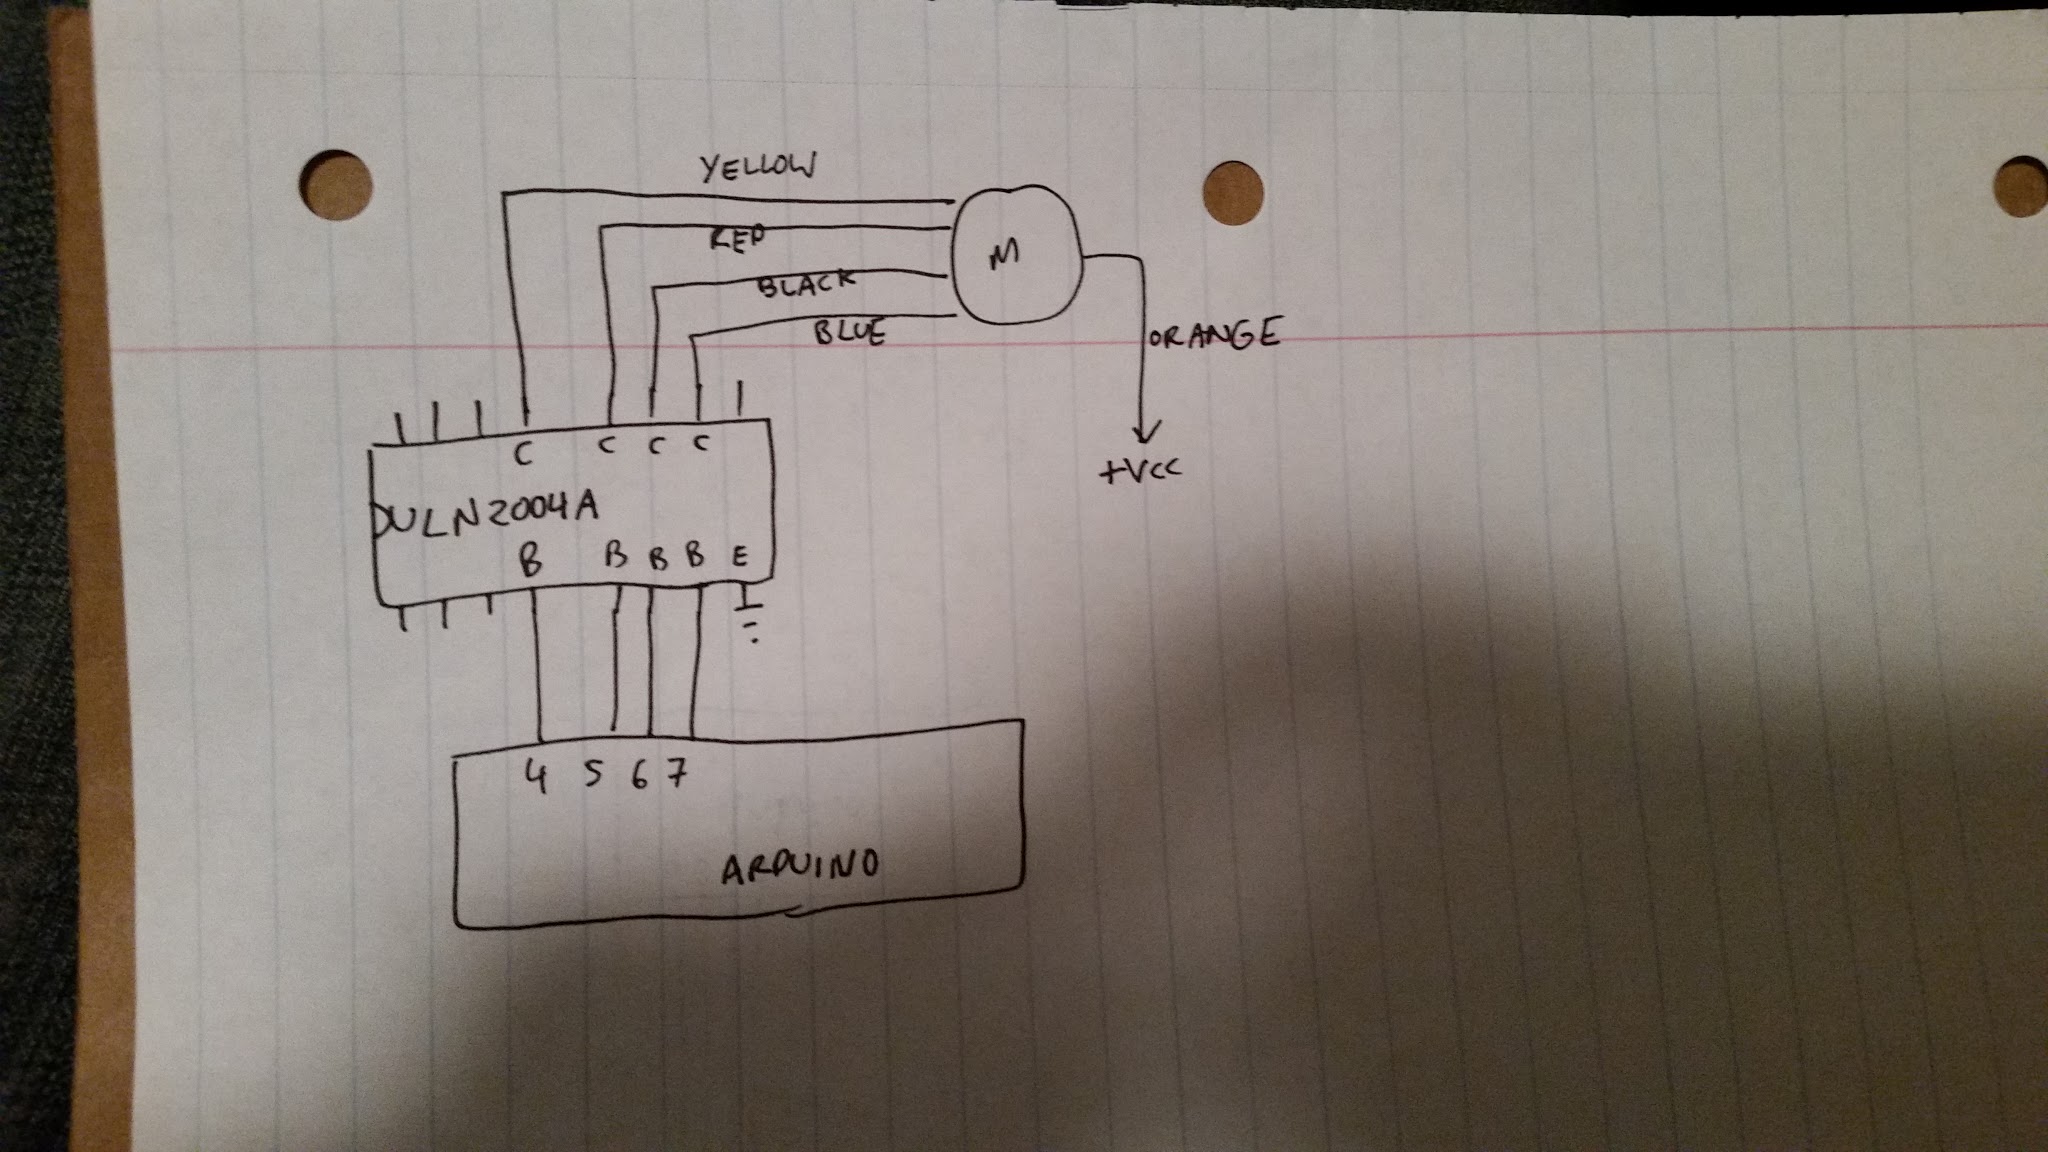 YELLOW
RED
BLACK
BLUE
M
ORANGE
+VCC
C C C C
ULN2004A
B B B B E
4 5 6 7
ARDUINO